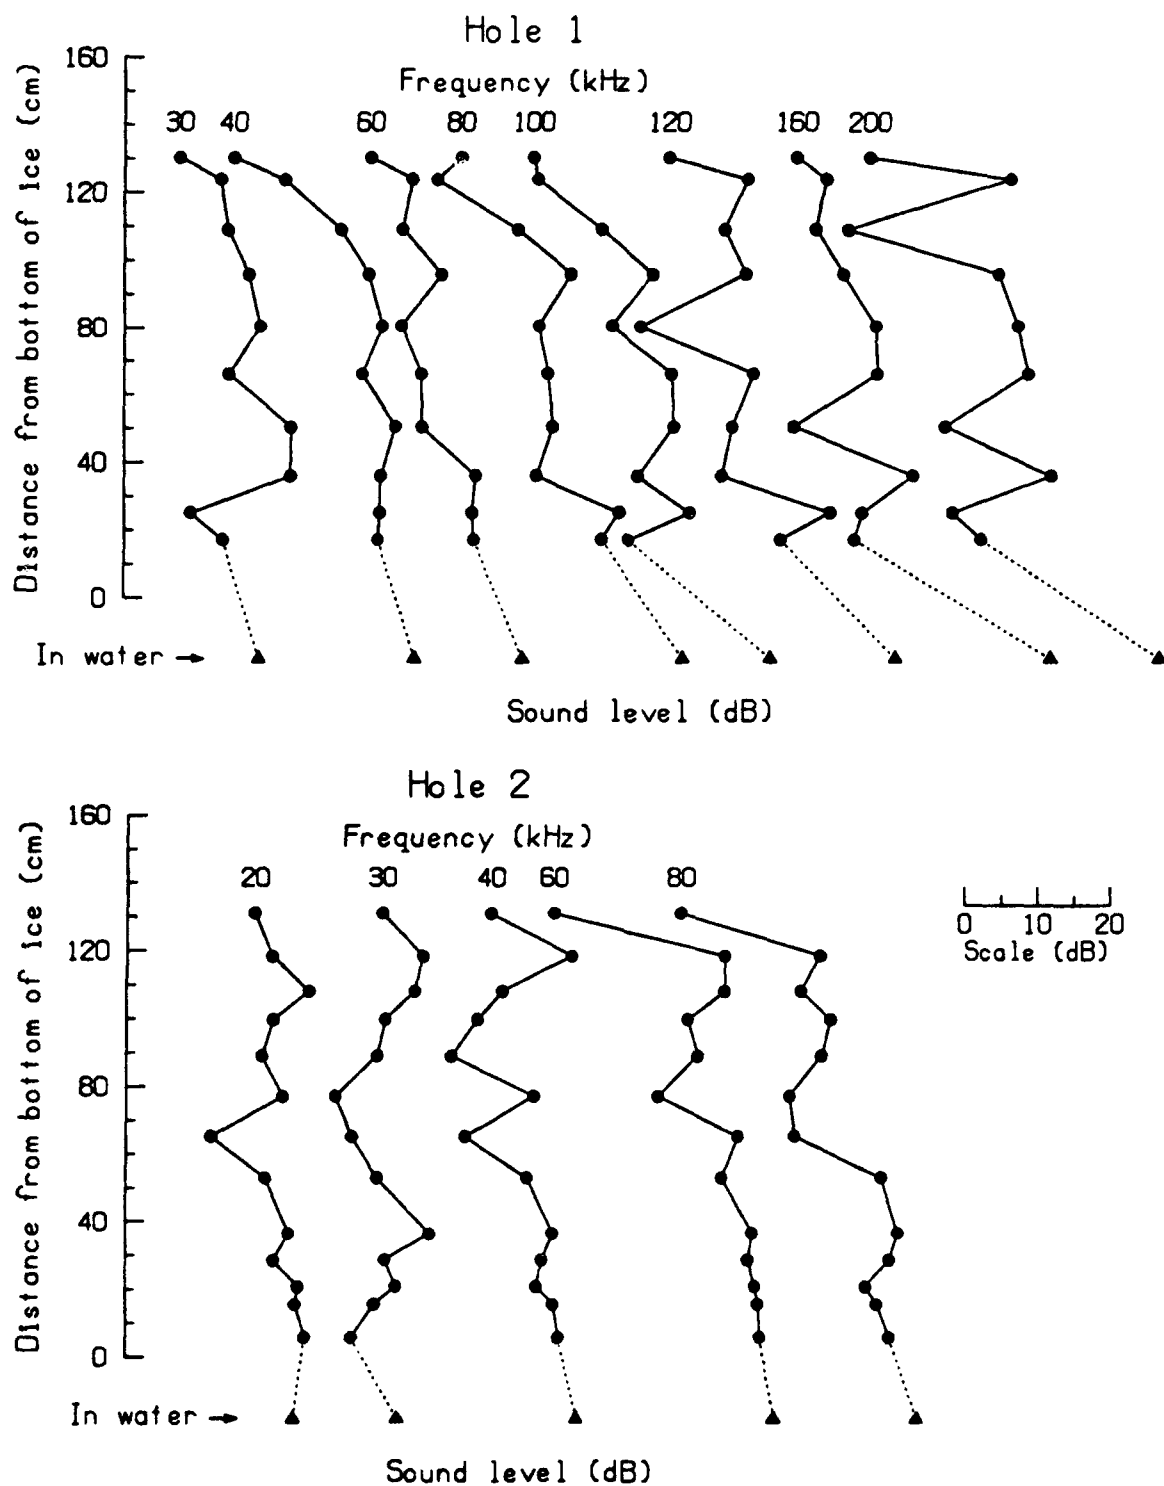 Hole 1
Frequency (kHz)
30 40 60 80 100 120 160 200
160
120
80
40
0
Distance from bottom of ice (cm)
In water
Sound level (dB)
Hole 2
Frequency (kHz)
20 30 40 60 80
160
120
80
40
0
Distance from bottom of ice (cm)
0 10 20
Scale (dB)
In water
Sound level (dB)